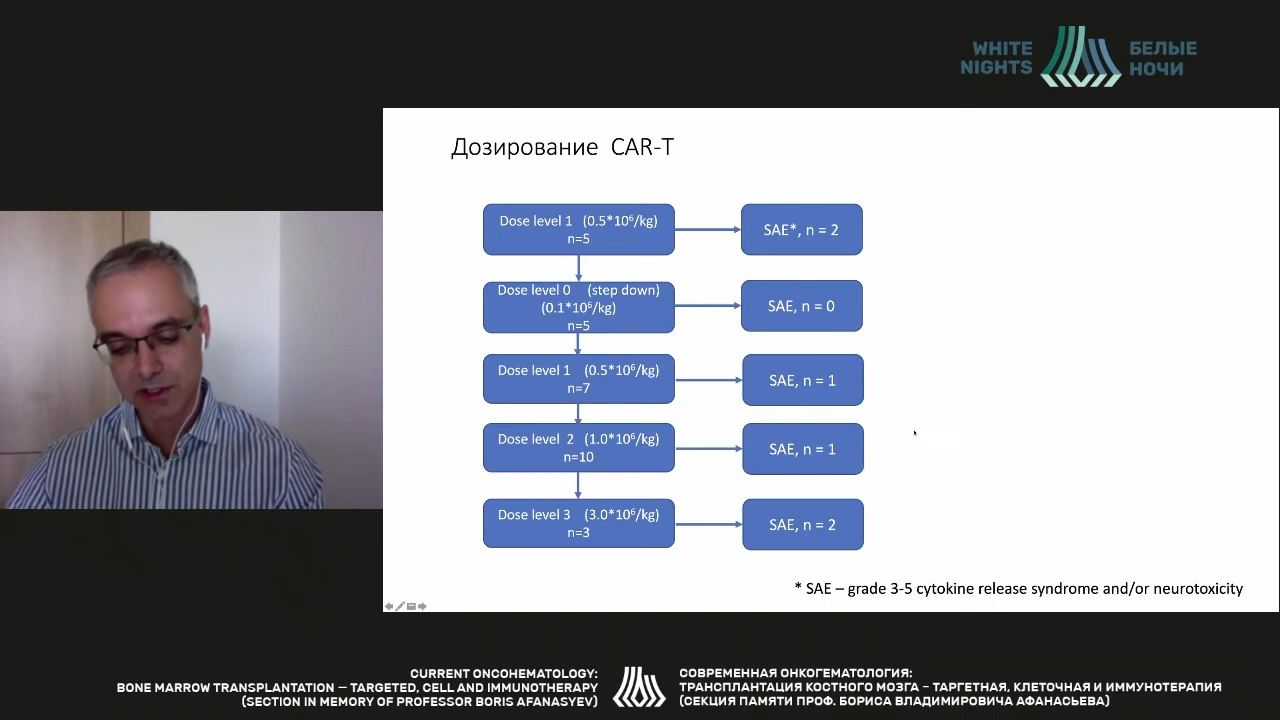 WHITE
NIGHTS
БЕЛЫЕ
НОЧИ
Дозирование CAR-T
Dose level 1 (0.5*10⁶/kg)
n=5
SAE*, n = 2
Dose level 0 (step down)
(0.1*10⁶/kg)
n=5
SAE, n = 0
Dose level 1 (0.5*10⁶/kg)
n=7
SAE, n = 1
Dose level 2 (1.0*10⁶/kg)
n=10
SAE, n = 1
Dose level 3 (3.0*10⁶/kg)
n=3
SAE, n = 2
* SAE – grade 3-5 cytokine release syndrome and/or neurotoxicity
CURRENT ONCOHEMATOLOGY:
BONE MARROW TRANSPLANTATION – TARGETED, CELL AND IMMUNOTHERAPY
(SECTION IN MEMORY OF PROFESSOR BORIS AFANASYEV)
СОВРЕМЕННАЯ ОНКОГЕМАТОЛОГИЯ:
ТРАНСПЛАНТАЦИЯ КОСТНОГО МОЗГА – ТАРГЕТНАЯ, КЛЕТОЧНАЯ И ИММУНОТЕРАПИЯ
(СЕКЦИЯ ПАМЯТИ ПРОФ. БОРИСА ВЛАДИМИРОВИЧА АФАНАСЬЕВА)